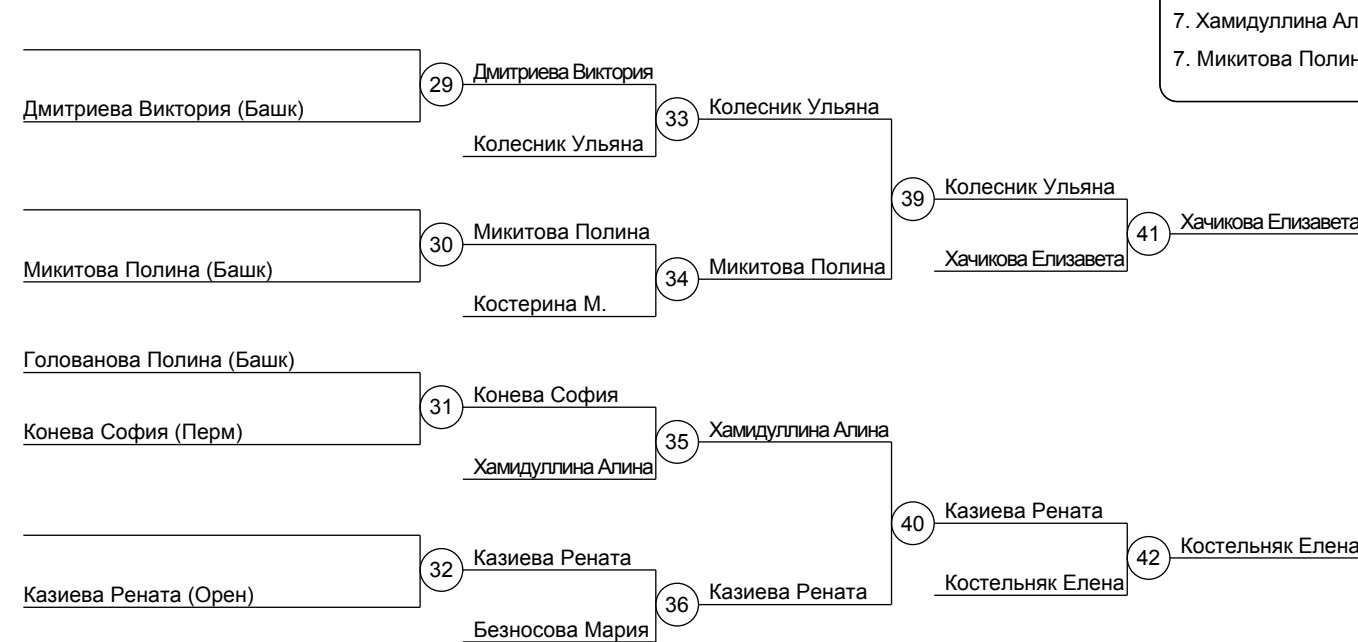 7. Хамидуллина Ал
7. Микитова Полин
29 Дмитриева Виктория
Дмитриева Виктория (Башк)
33 Колесник Ульяна
Колесник Ульяна
39 Колесник Ульяна
30 Микитова Полина
41 Хачикова Елизавета
Микитова Полина (Башк)
34 Микитова Полина
Хачикова Елизавета
Костерина М.
Голованова Полина (Башк)
31 Конева София
Конева София (Перм)
35 Хамидуллина Алина
Хамидуллина Алина
40 Казиева Рената
32 Казиева Рената
42 Костельняк Елена
Казиева Рената (Орен)
36 Казиева Рената
Костельняк Елена
Безносова Мария